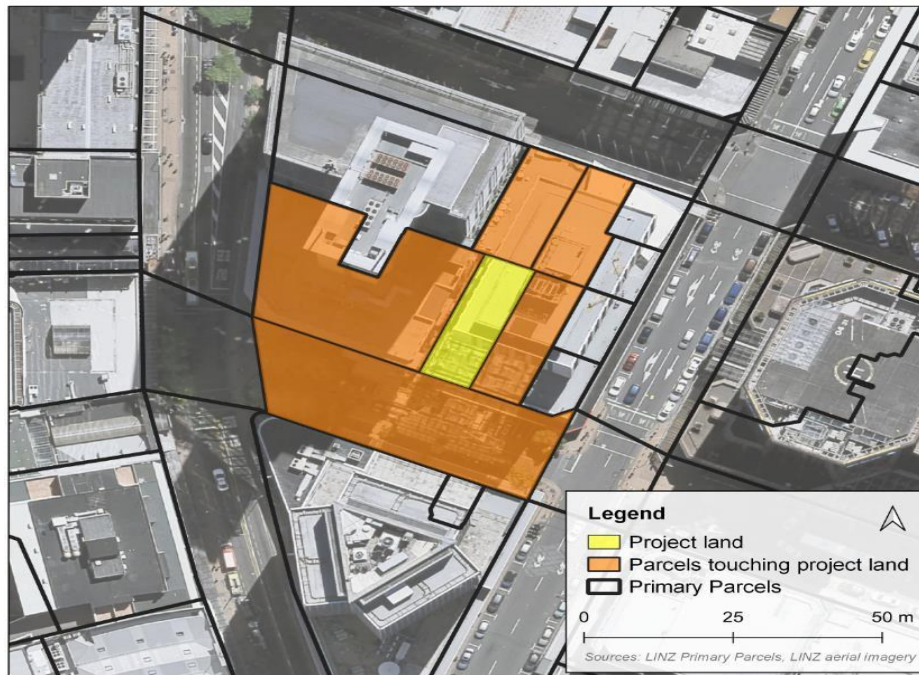 Legend
Project land
Parcels touching project land
Primary Parcels
0 25 50 m
Sources: LINZ Primary Parcels, LINZ aerial imagery